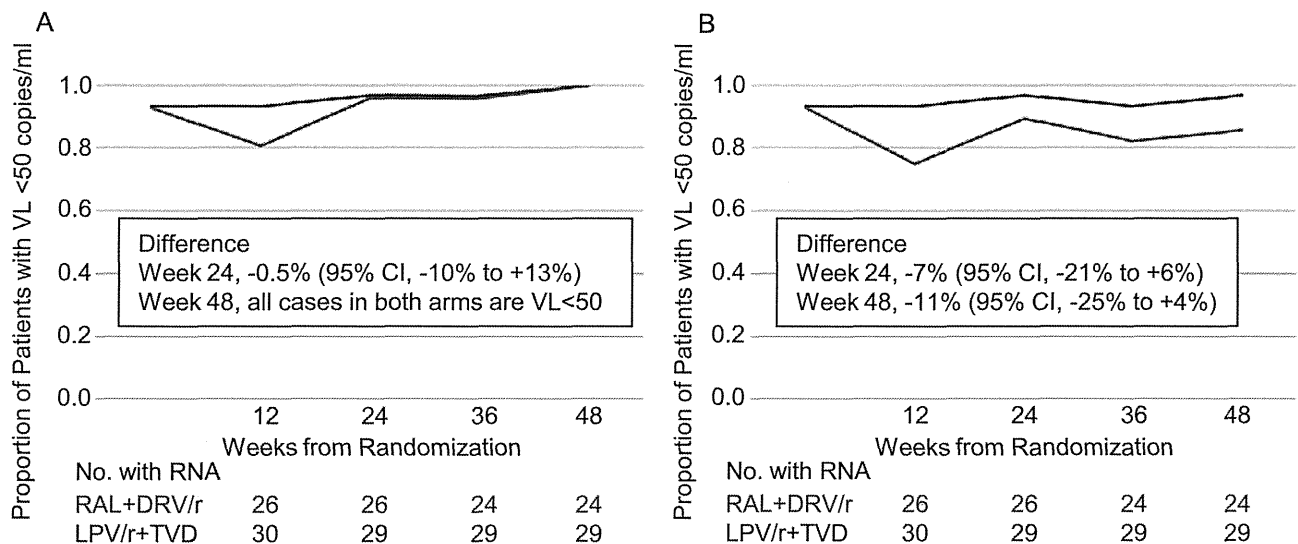 A
Proportion of Patients with VL <50 copies/ml
1.0
0.8
0.6
0.4
0.2
0.0
Difference
Week 24, -0.5% (95% CI, -10% to +13%)
Week 48, all cases in both arms are VL<50
12 24 36 48
Weeks from Randomization
No. with RNA
RAL+DRV/r 26 26 24 24
LPV/r+TVD 30 29 29 29
B
Proportion of Patients with VL <50 copies/ml
1.0
0.8
0.6
0.4
0.2
0.0
Difference
Week 24, -7% (95% CI, -21% to +6%)
Week 48, -11% (95% CI, -25% to +4%)
12 24 36 48
Weeks from Randomization
No. with RNA
RAL+DRV/r 26 26 24 24
LPV/r+TVD 30 29 29 29